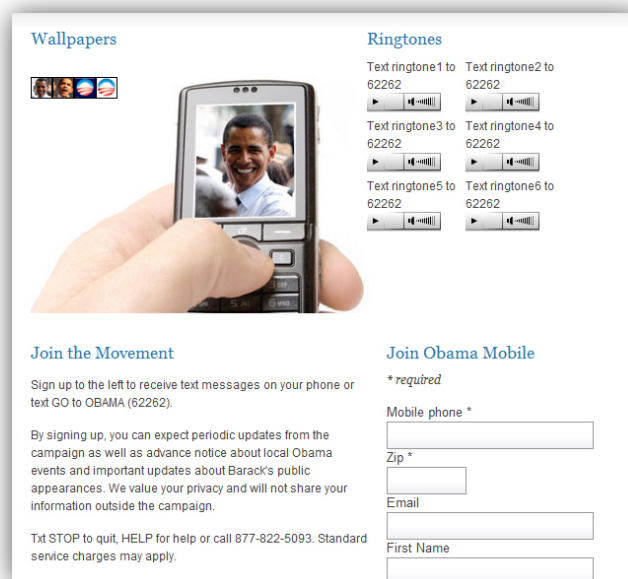 Wallpapers
Ringtones
Text ringtone1 to
62262
Text ringtone2 to
62262
Text ringtone3 to
62262
Text ringtone4 to
62262
Text ringtone5 to
62262
Text ringtone6 to
62262
Join the Movement
Sign up to the left to receive text messages on your phone or
text GO to OBAMA (62262).
By signing up, you can expect periodic updates from the
campaign as well as advance notice about local Obama
events and important updates about Barack's public
appearances. We value your privacy and will not share your
information outside the campaign.
Txt STOP to quit, HELP for help or call 877-822-5093. Standard
service charges may apply.
Join Obama Mobile
* required
Mobile phone *
Zip *
Email
First Name